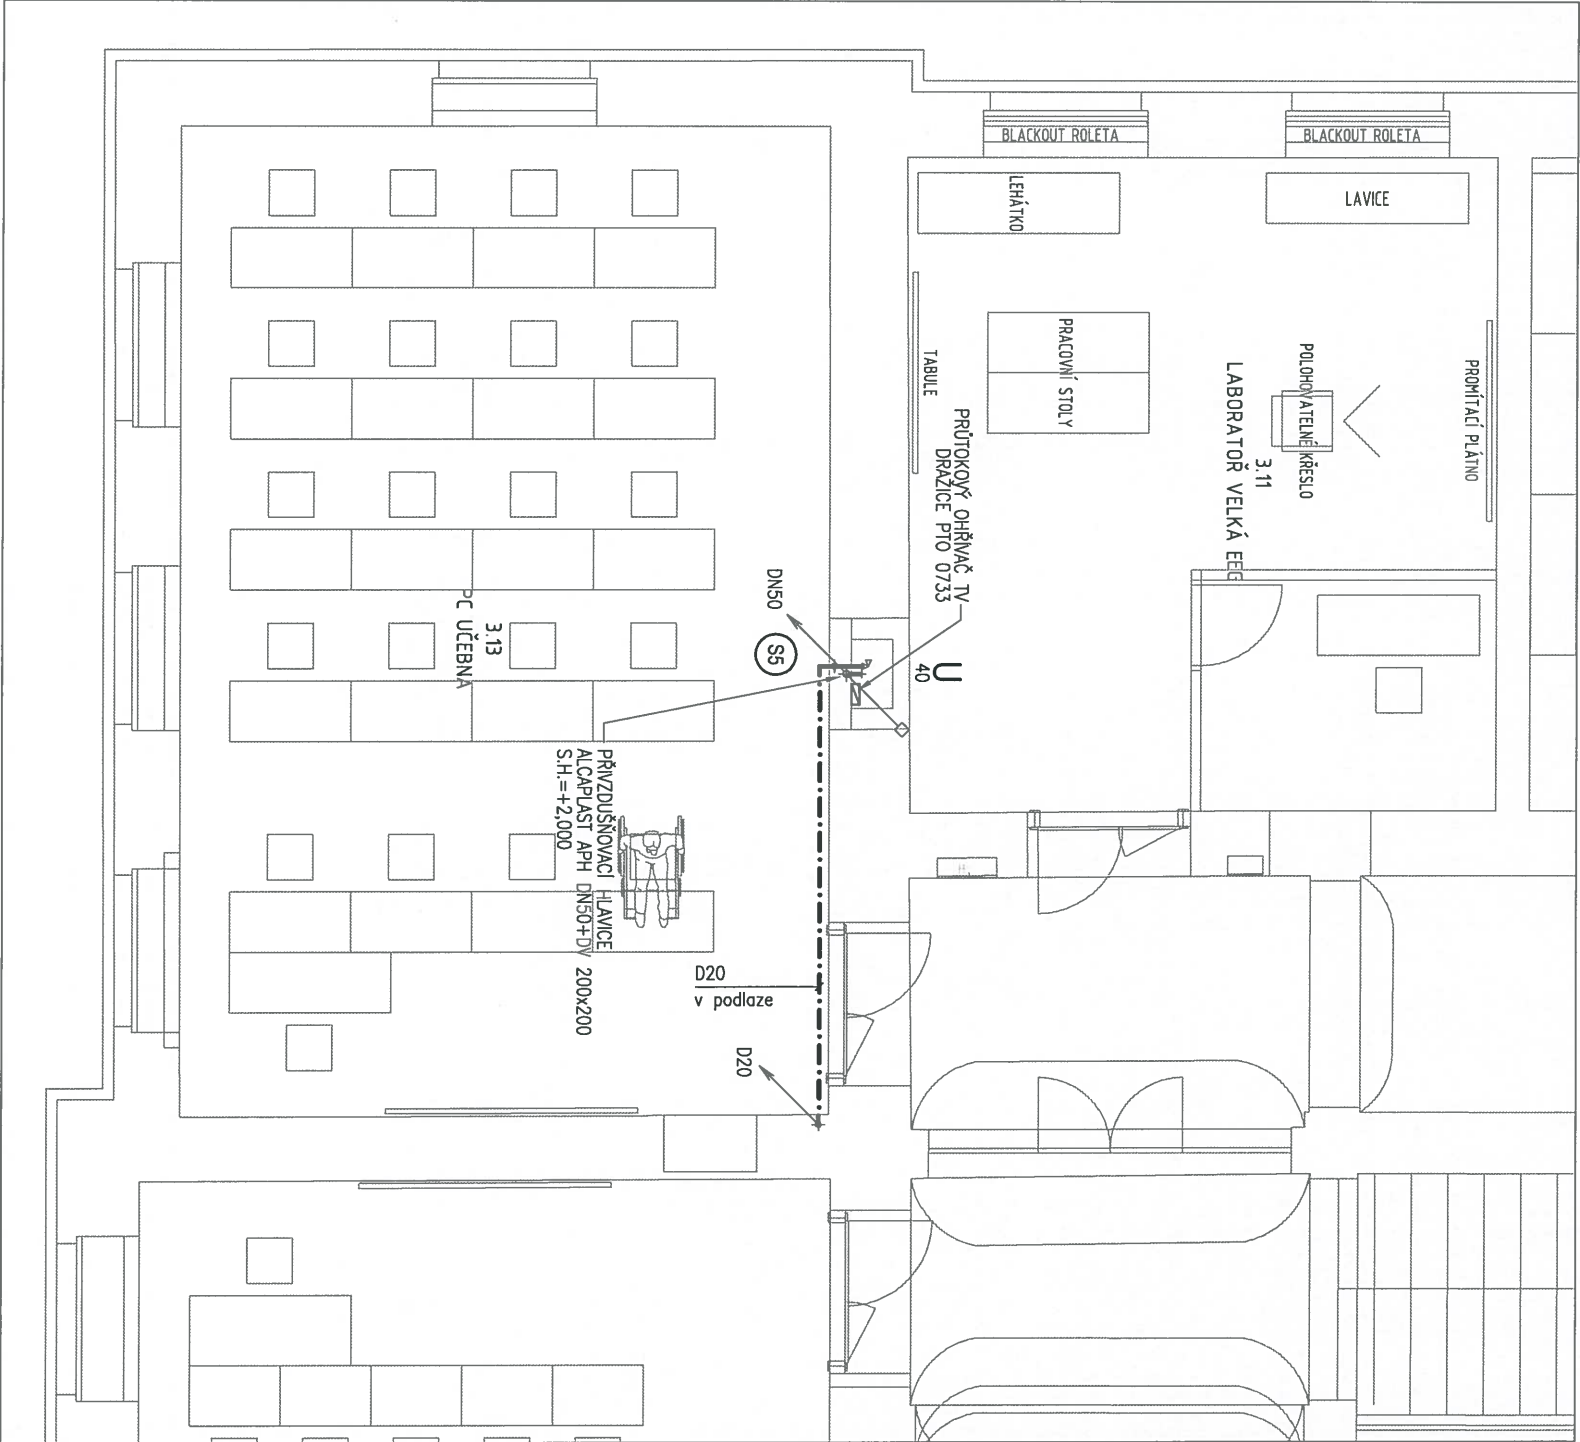 BLACKOUT ROLETA
BLACKOUT ROLETA
LEHÁTKO
LAVICE
TABULE
PRACOVNÍ STOLY
POLOHOVATELNÉ KŘESLO
PROMÍTACÍ PLÁTNO
3.11
LABORATOŘ VELKÁ EEG
PRŮTOKOVÝ OHŘÍVAČ TV
DRAŽICE PTO 0733
DN50
S5
U
40
3.13
PC UČEBNA
PŘIVZDUŠŇOVACÍ HLAVICE
ALCAPLAST APH DN50+DV 200x200
S.H.=+2,000
D20
v podlaze
D20